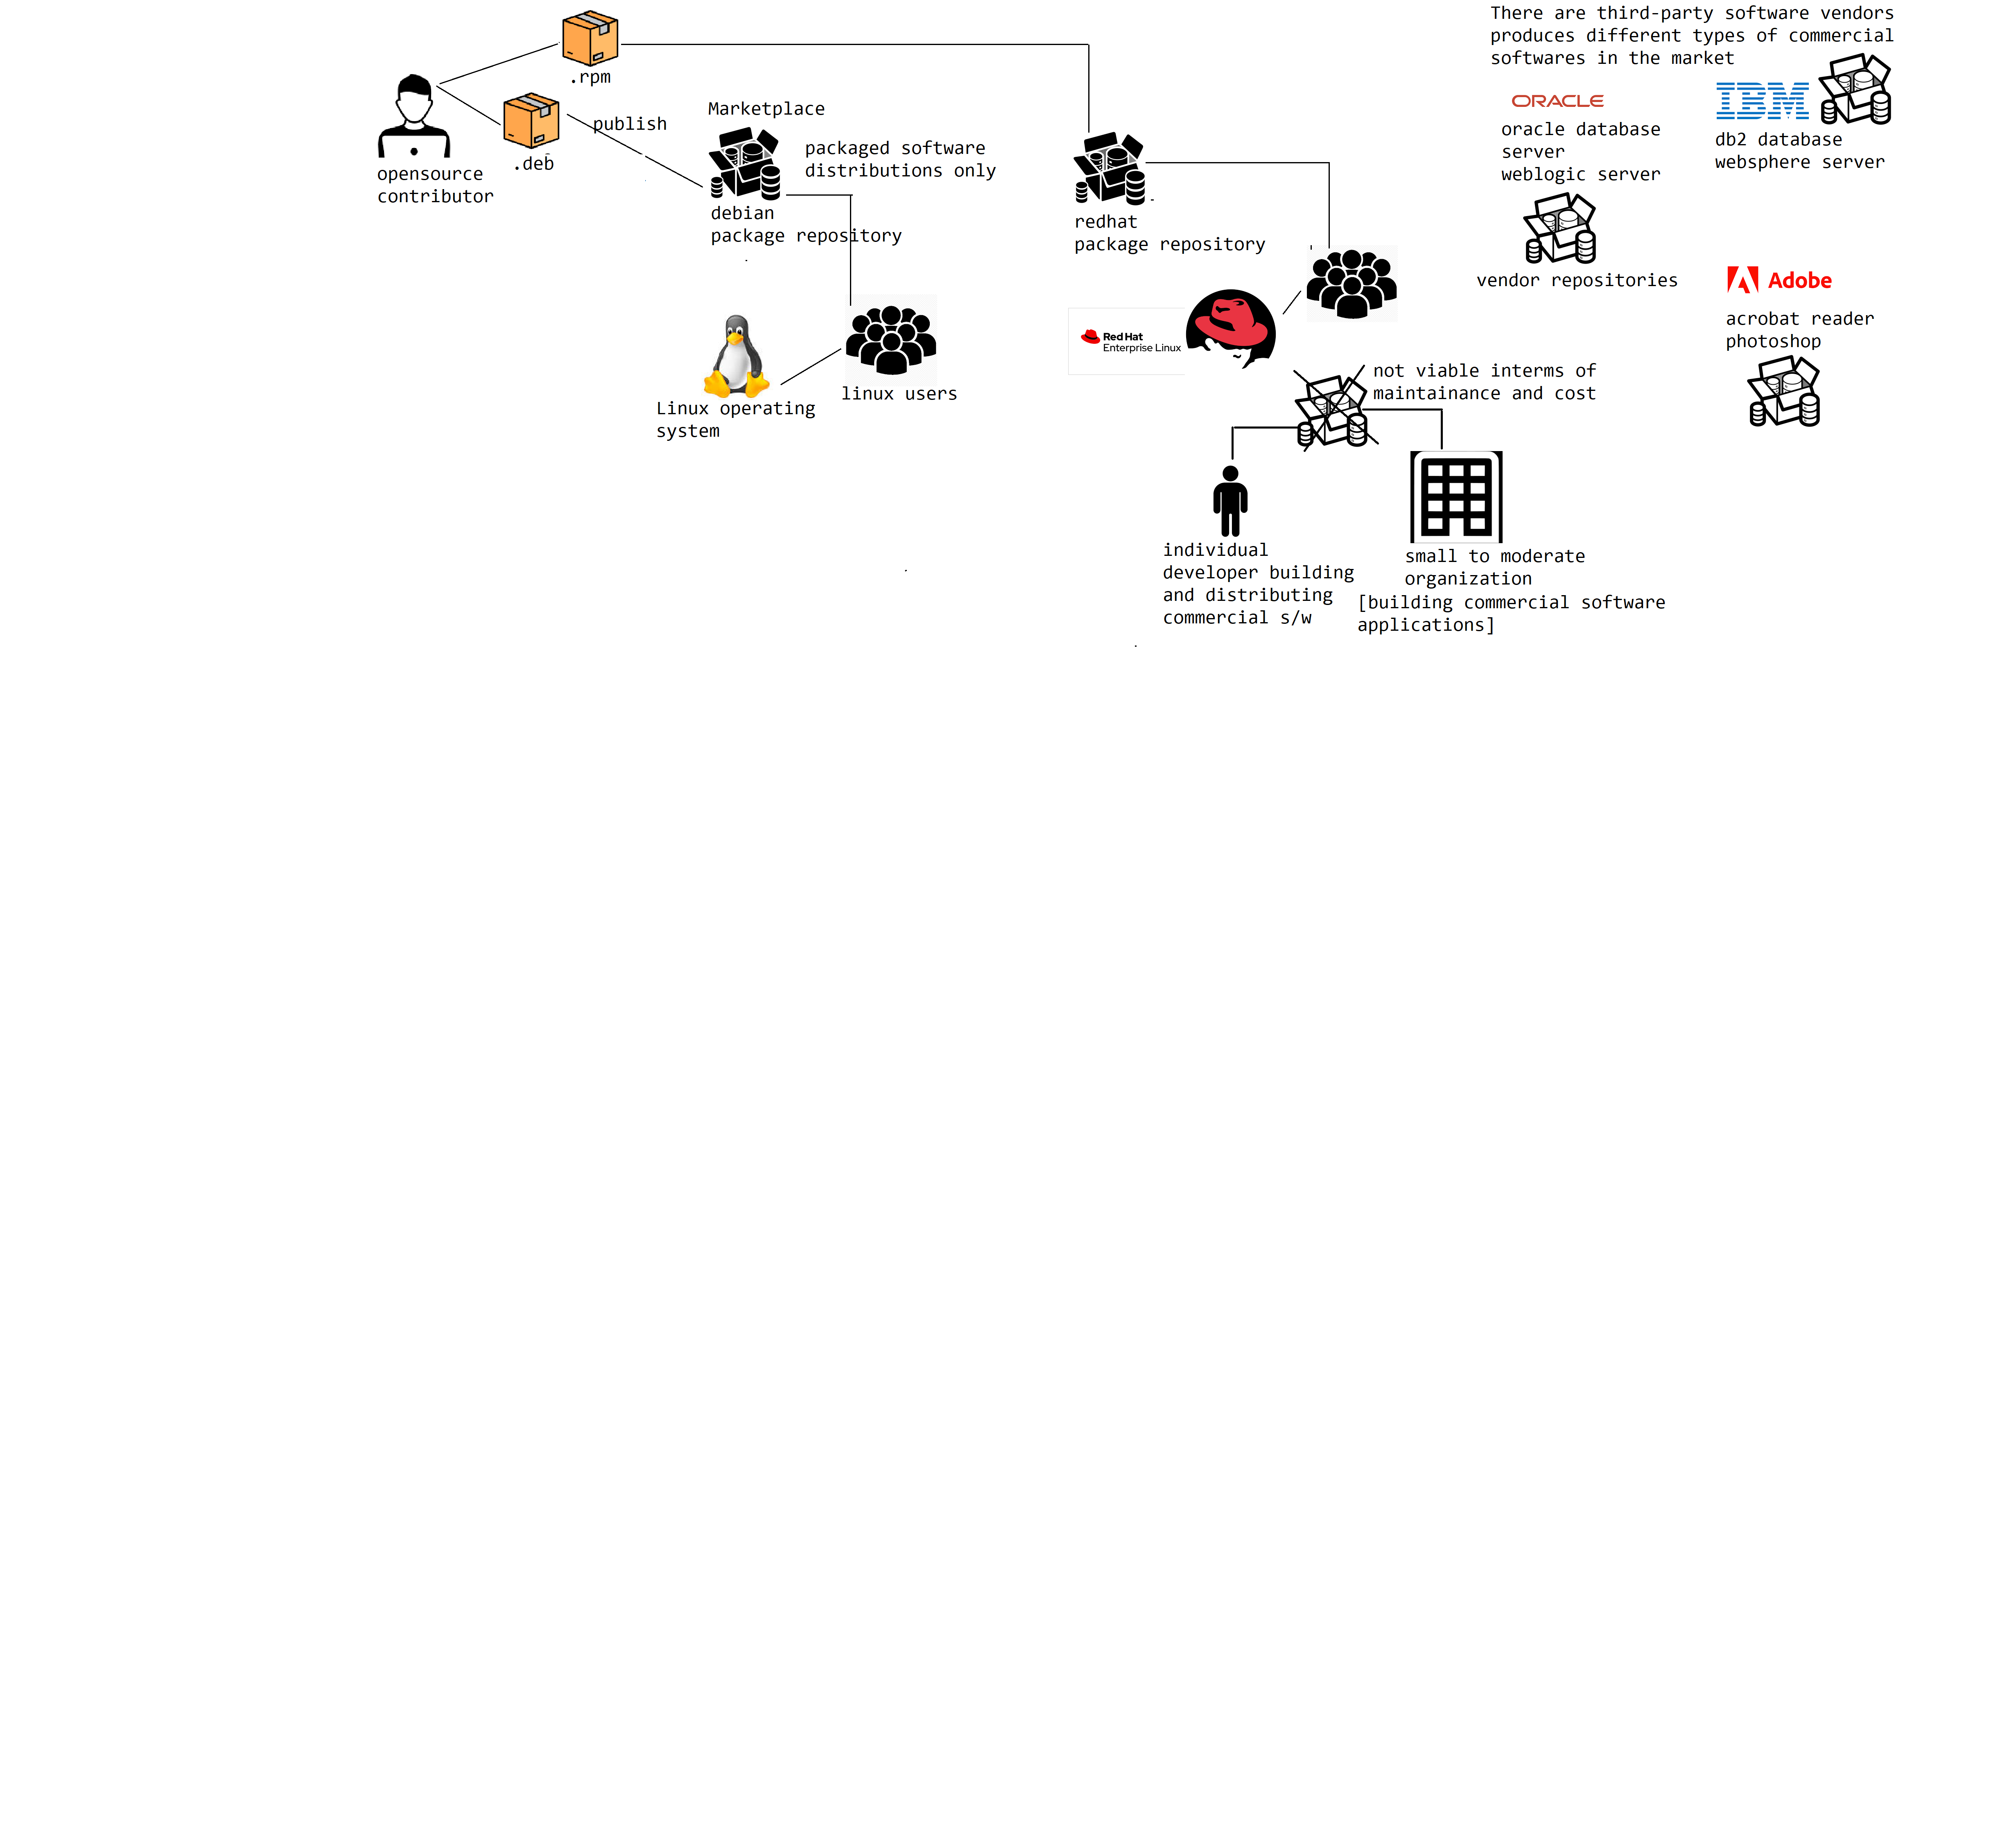 .rpm
.deb
publish
opensource
contributor
Marketplace
packaged software
distributions only
debian
package repository
Linux operating
system
linux users
redhat
package repository
Red Hat
Enterprise Linux
There are third-party software vendors
produces different types of commercial
softwares in the market
ORACLE
oracle database
server
weblogic server
IBM
db2 database
websphere server
vendor repositories
Adobe
acrobat reader
photoshop
not viable interms of
maintainance and cost
individual
developer building
and distributing
commercial s/w
small to moderate
organization
[building commercial software
applications]